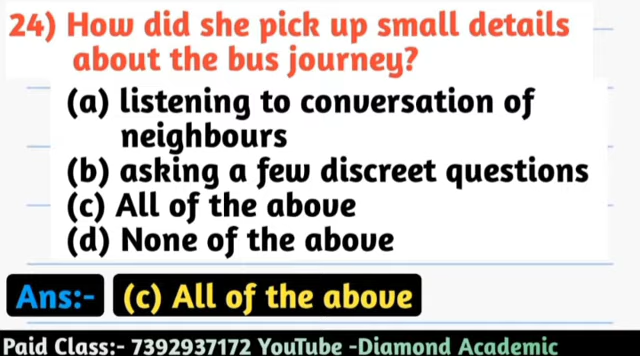 24) How did she pick up small details
about the bus journey?
(a) listening to conversation of
neighbours
(b) asking a few discreet questions
(c) All of the above
(d) None of the above
Ans:- (c) All of the above
Paid Class:- 7392937172 YouTube -Diamond Academic